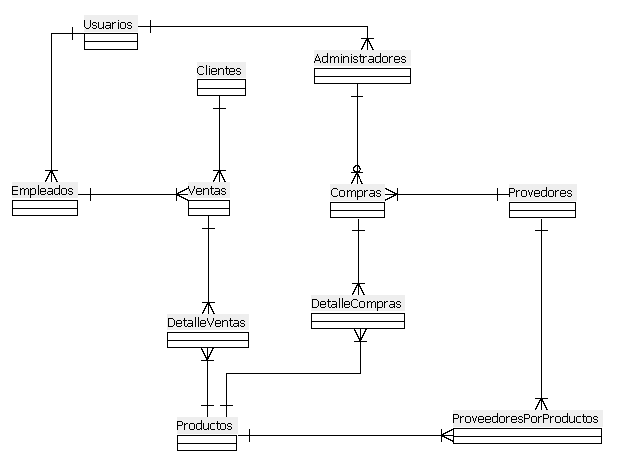 Usuarios
Administradores
Clientes
Empleados
Ventas
Compras
Provedores
DetalleVentas
DetalleCompras
Productos
ProveedoresPorProductos